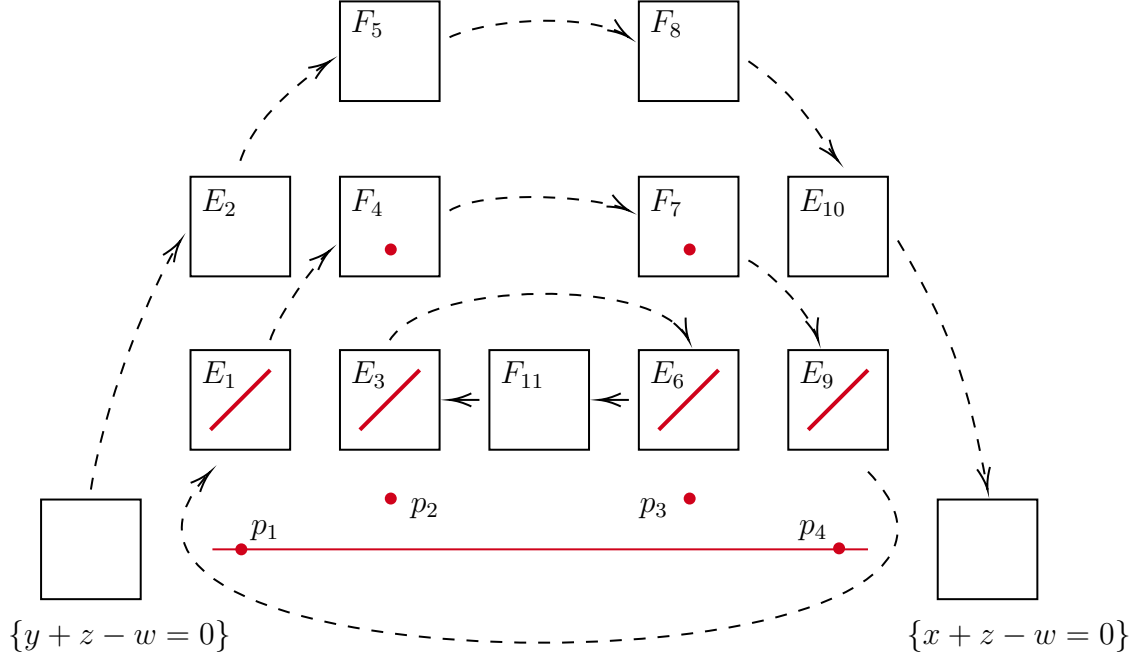 F₅ F₈
E₂ F₄ F₇ E₁₀
E₁ E₃ F₁₁ E₆ E₉
p₂ p₃
p₁ p₄
{y + z − w = 0} {x + z − w = 0}